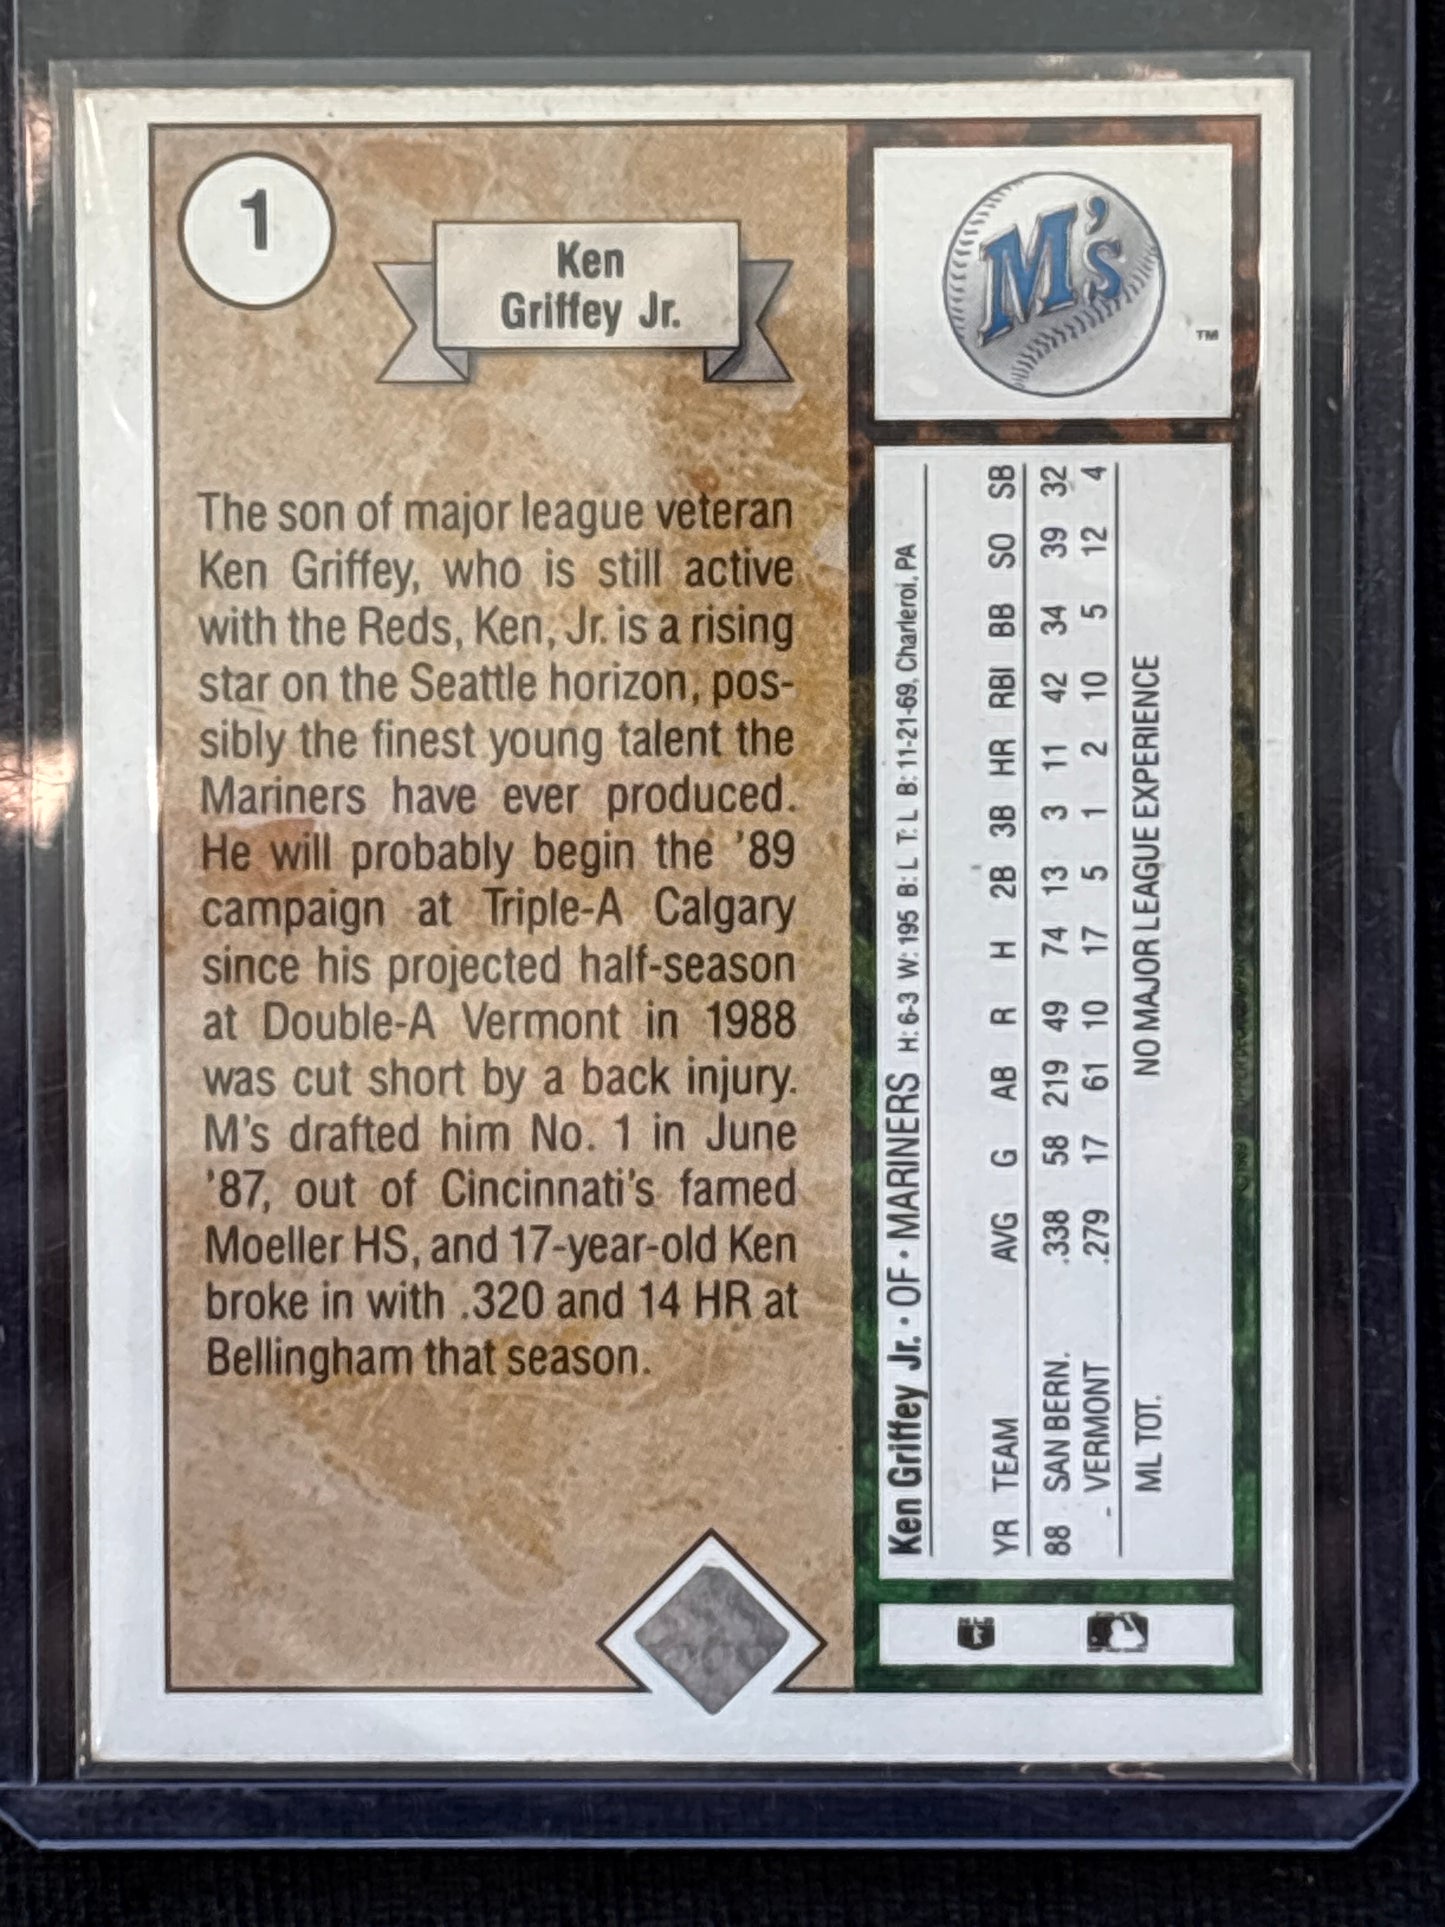 1
Ken
Griffey Jr.
The son of major league veteran
Ken Griffey, who is still active
with the Reds, Ken, Jr. is a rising
star on the Seattle horizon, pos-
sibly the finest young talent the
Mariners have ever produced.
He will probably begin the '89
campaign at Triple-A Calgary
since his projected half-season
at Double-A Vermont in 1988
was cut short by a back injury.
M's drafted him No. 1 in June
'87, out of Cincinnati's famed
Moeller HS, and 17-year-old Ken
broke in with .320 and 14 HR at
Bellingham that season.
M's
TM
Ken Griffey Jr. • OF • MARINERS H: 6-3 W: 195 B: L T: L B: 11-21-69, Charleroi, PA
YR TEAM AVG G AB R H 2B 3B HR RBI BB SO SB
88 SAN BERN. .338 58 219 49 74 13 3 11 42 34 39 32
- VERMONT .279 17 61 10 17 5 1 2 10 5 12 4
ML TOT. NO MAJOR LEAGUE EXPERIENCE